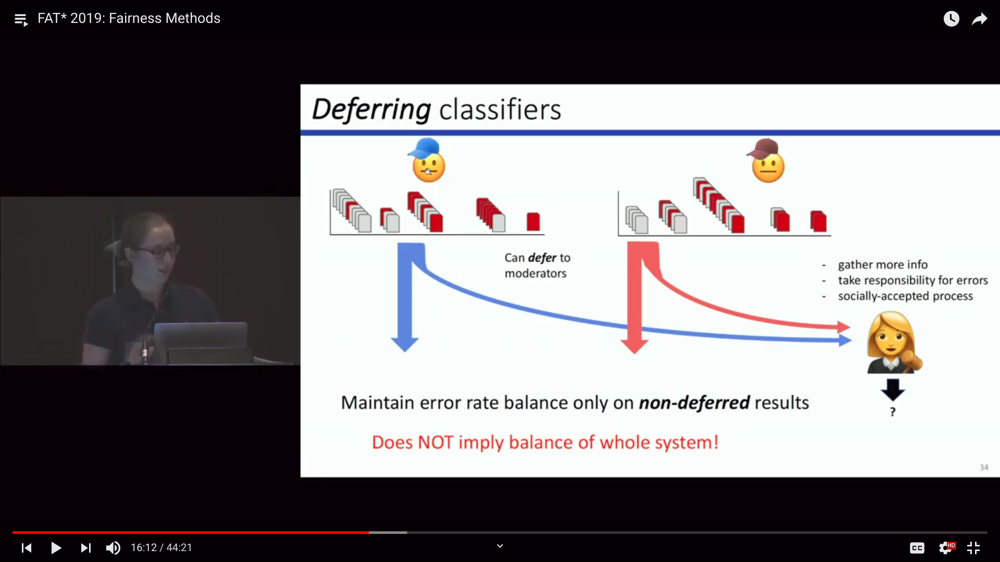 FAT* 2019: Fairness Methods
Deferring classifiers
Can defer to
moderators
- gather more info
- take responsibility for errors
- socially-accepted process
Maintain error rate balance only on non-deferred results
?
Does NOT imply balance of whole system!
34
16:12 / 44:21
CC
HD